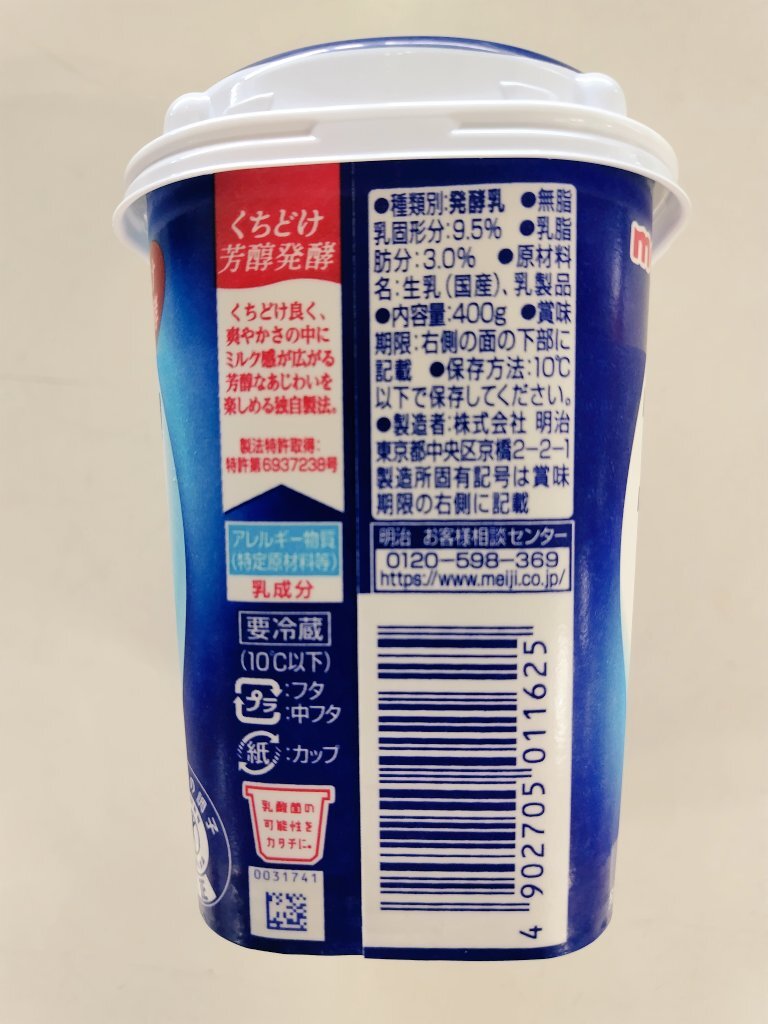 くちどけ
芳醇発酵
くちどけ良く、
爽やかさの中に
ミルク感が広がる
芳醇なあじわいを
楽しめる独自製法。
製法特許取得:
特許第6937238号
アレルギー物質
(特定原材料等)
乳成分
要冷蔵
(10℃以下)
プラ:フタ
:中フタ
紙:カップ
乳酸菌の
可能性を
カタチに。
0031741
●種類別:発酵乳 ●無脂
乳固形分:9.5% ●乳脂
肪分:3.0% ●原材料
名:生乳(国産)、乳製品
●内容量:400g ●賞味
期限:右側の面の下部に
記載 ●保存方法:10℃
以下で保存してください。
●製造者:株式会社 明治
東京都中央区京橋2-2-1
製造所固有記号は賞味
期限の右側に記載
明治 お客様相談センター
0120-598-369
https://www.meiji.co.jp/
4 902705 011625
m